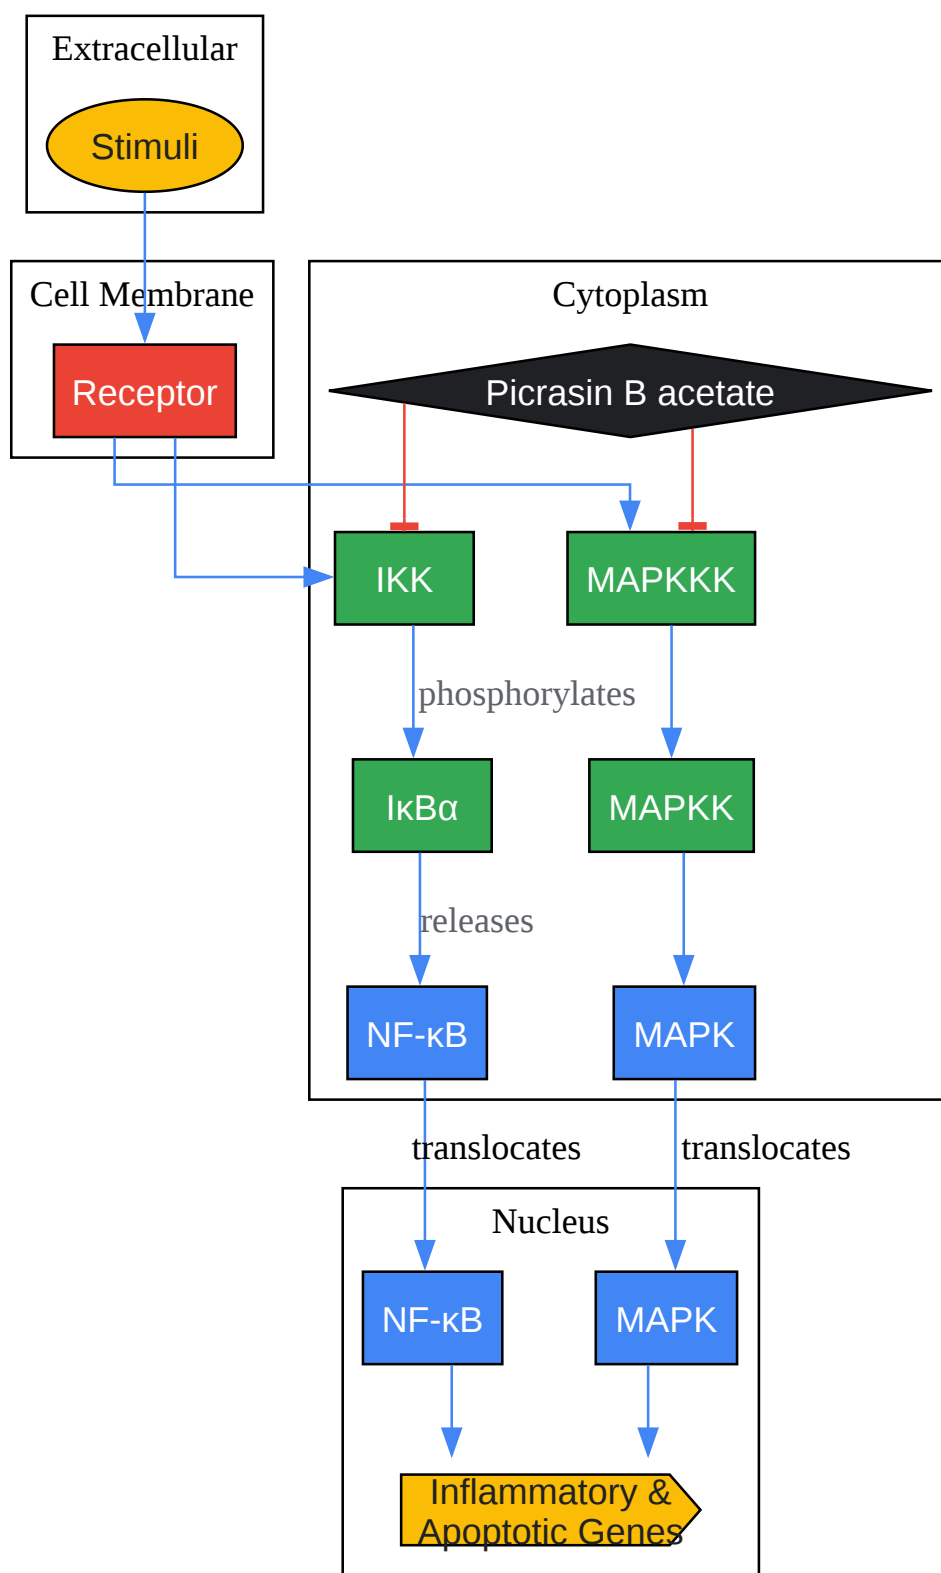 Extracellular
Stimuli
Cell Membrane
Cytoplasm
Receptor
Picrasin B acetate
IKK
MAPKKK
phosphorylates
IκBα
MAPKK
releases
NF-κB
MAPK
translocates
translocates
Nucleus
NF-κB
MAPK
Inflammatory &
Apoptotic Genes